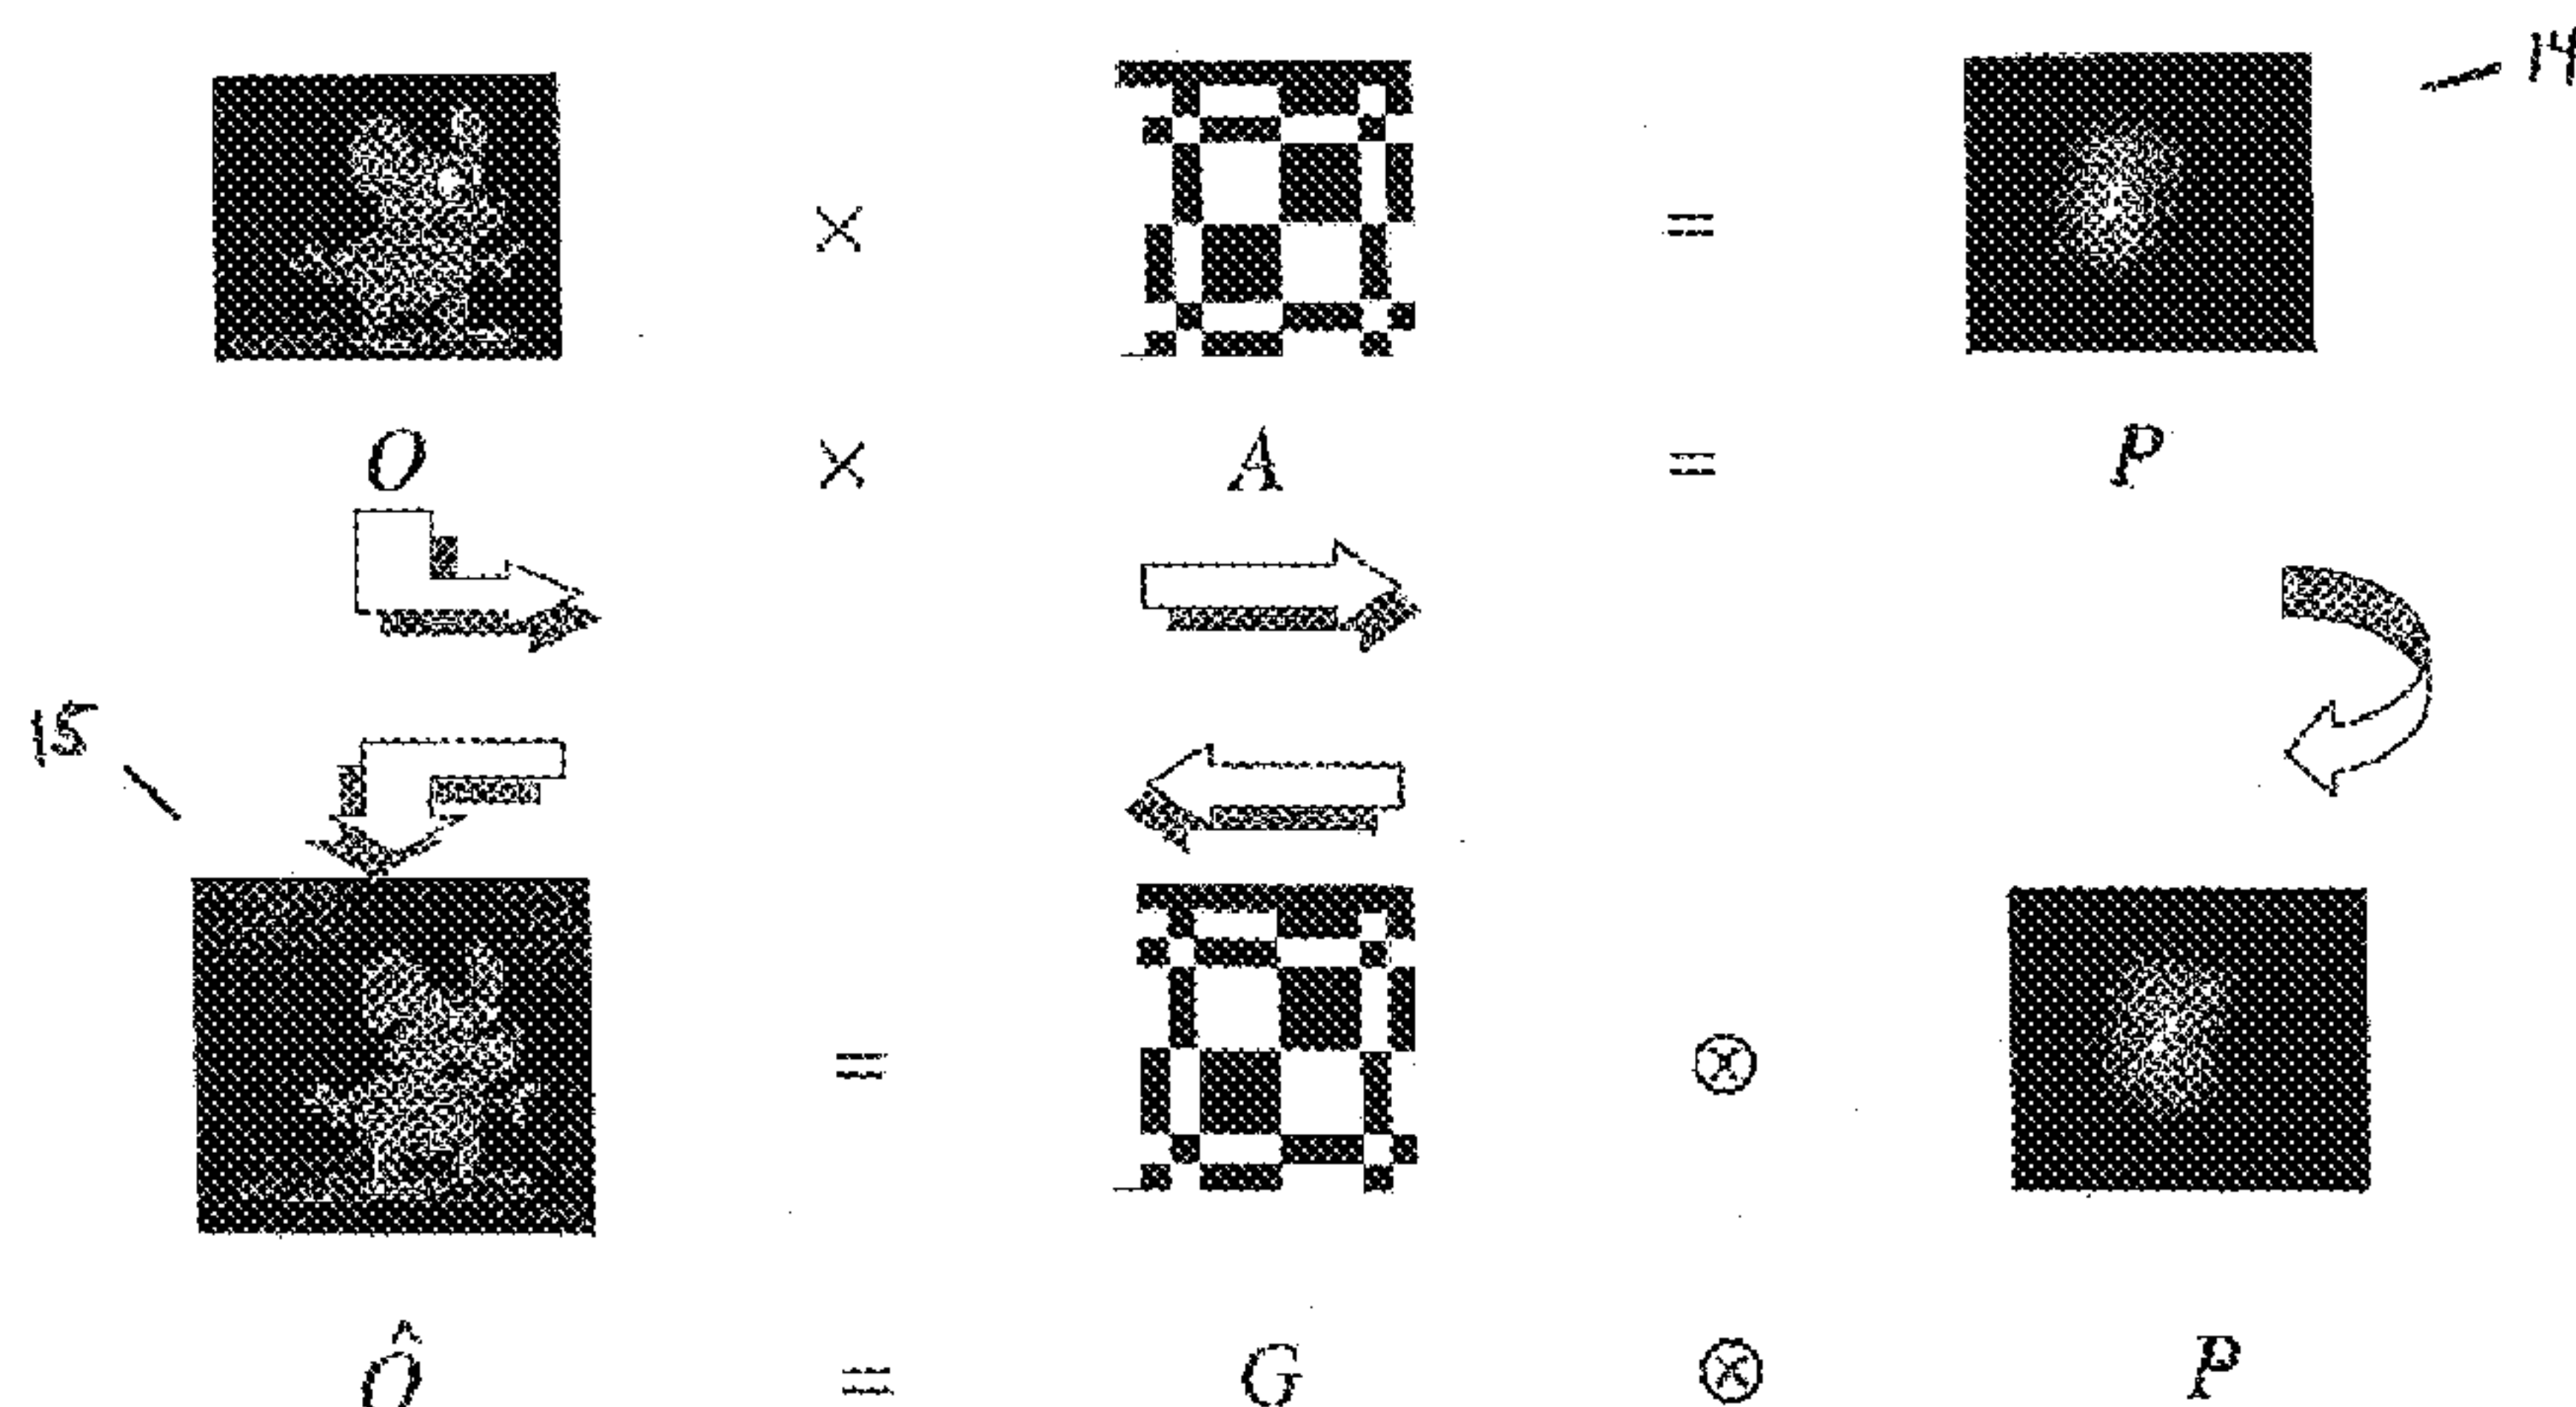 14
× =
O × A = P
15
= ⊗
Ô = G ⊗ P